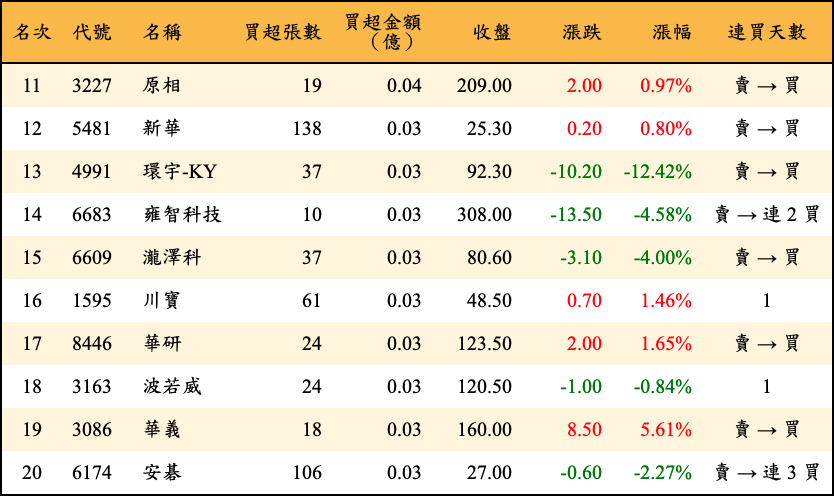 名次 代號 名稱 買超張數 買超金額（億） 收盤 漲跌 漲幅 連買天數
11 3227 原相 19 0.04 209.00 2.00 0.97% 賣 → 買
12 5481 新華 138 0.03 25.30 0.20 0.80% 賣 → 買
13 4991 環宇-KY 37 0.03 92.30 -10.20 -12.42% 賣 → 買
14 6683 雍智科技 10 0.03 308.00 -13.50 -4.58% 賣 → 連 2 買
15 6609 瀧澤科 37 0.03 80.60 -3.10 -4.00% 賣 → 買
16 1595 川寶 61 0.03 48.50 0.70 1.46% 1
17 8446 華研 24 0.03 123.50 2.00 1.65% 賣 → 買
18 3163 波若威 24 0.03 120.50 -1.00 -0.84% 1
19 3086 華義 18 0.03 160.00 8.50 5.61% 賣 → 買
20 6174 安碁 106 0.03 27.00 -0.60 -2.27% 賣 → 連 3 買